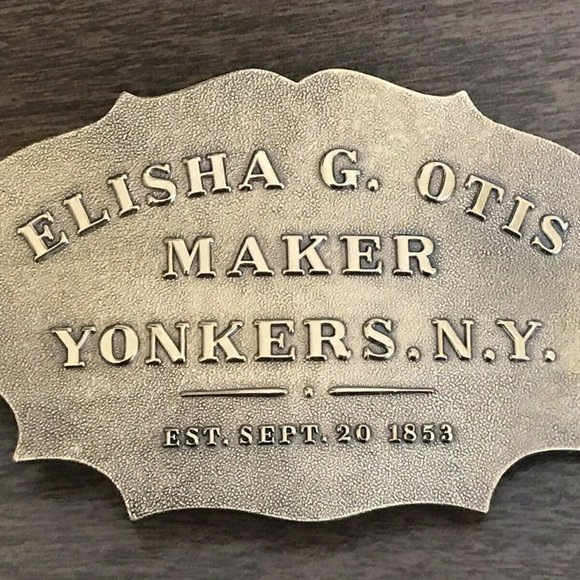 ELISHA G. OTIS
MAKER
YONKERS. N.Y.
EST. SEPT. 20 1853